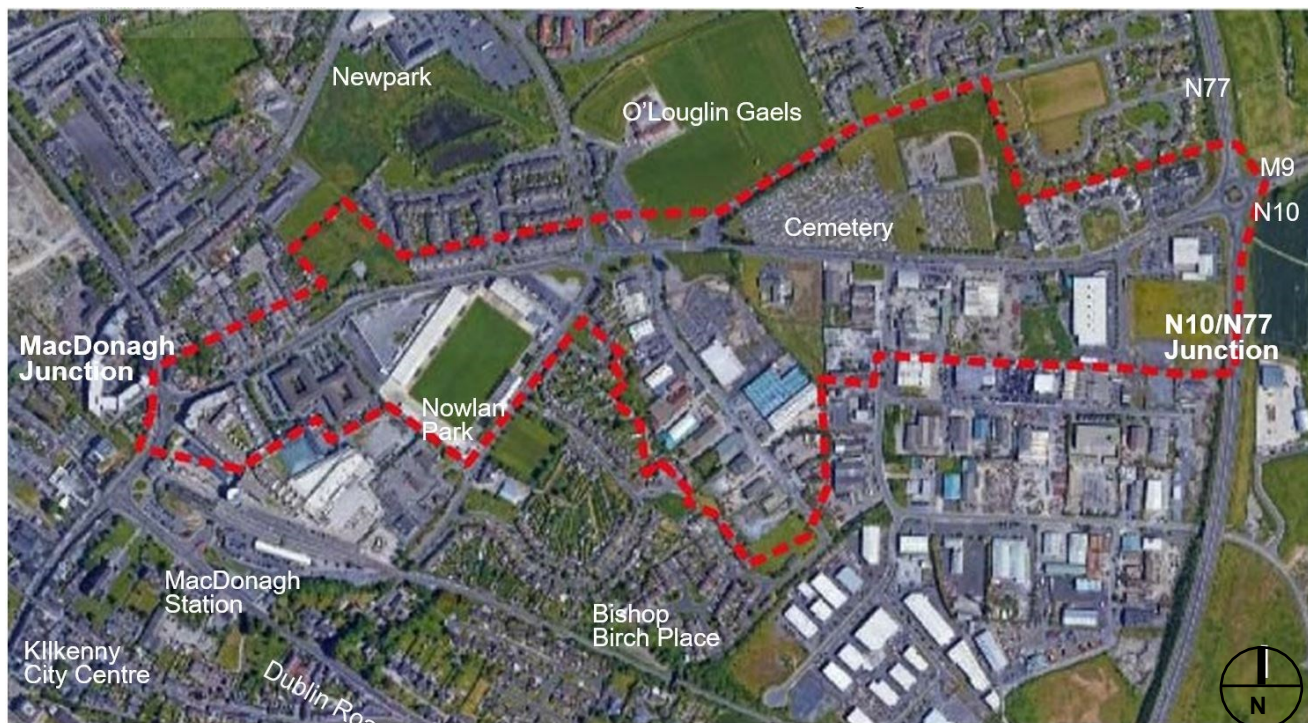 Newpark
N77
O'Louglin Gaels
M9
N10
Cemetery
N10/N77
Junction
MacDonagh
Junction
Nowlan
Park
MacDonagh
Station
Bishop
Birch Place
KIlkenny
City Centre
Dublin Roa
N